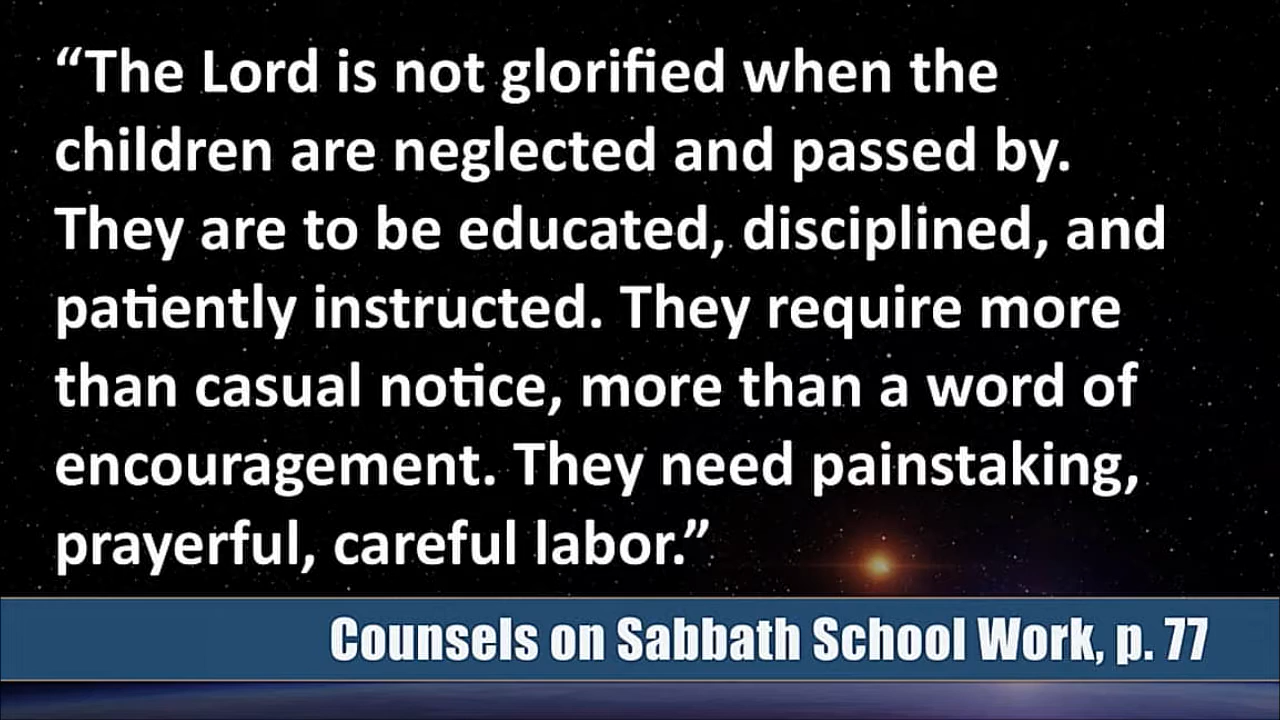 “The Lord is not glorified when the
children are neglected and passed by.
They are to be educated, disciplined, and
patiently instructed. They require more
than casual notice, more than a word of
encouragement. They need painstaking,
prayerful, careful labor.”
Counsels on Sabbath School Work, p. 77